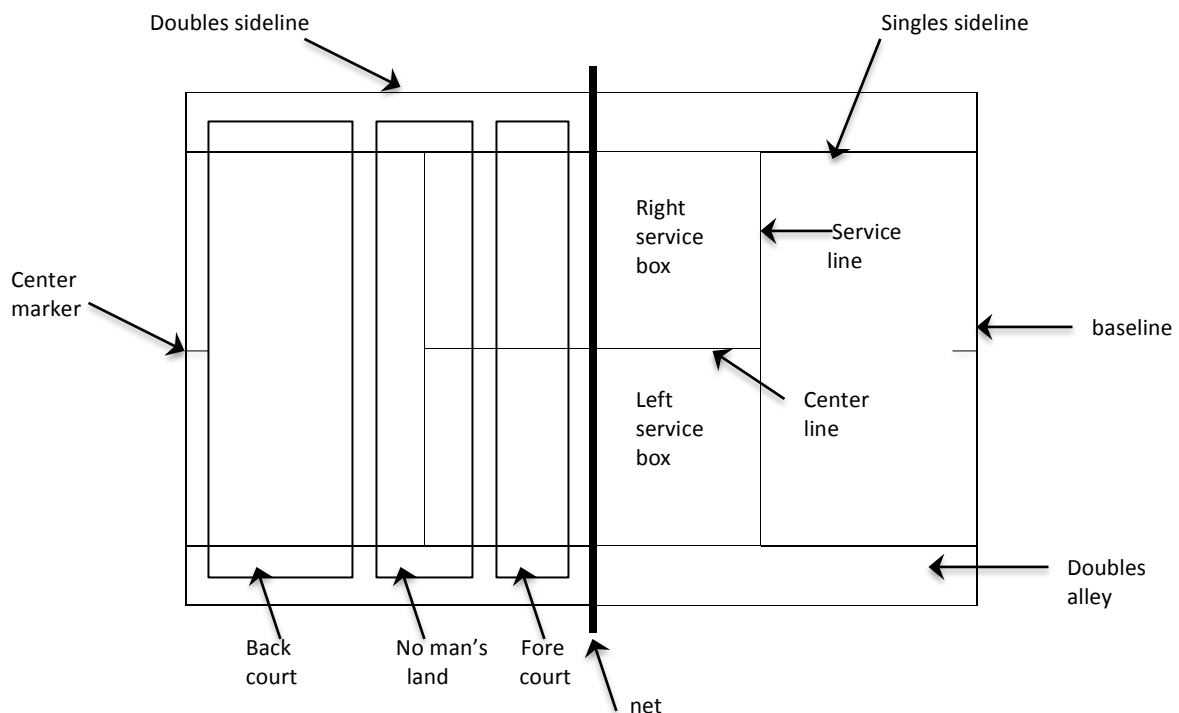 Doubles sideline
Singles sideline
Right
service
box
Service
line
Center
marker
baseline
Left
service
box
Center
line
Doubles
alley
Back
court
No man's
land
Fore
court
net